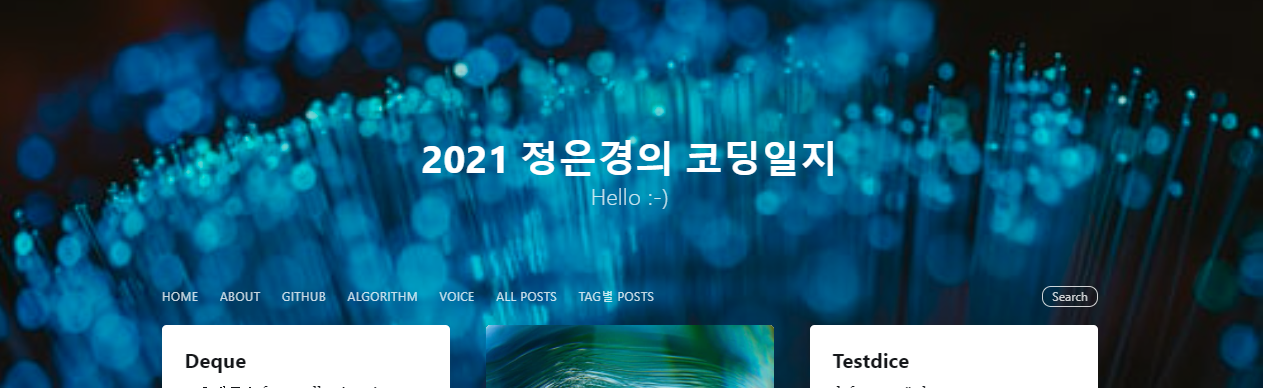 2021 정은경의 코딩일지
Hello :-)
HOME ABOUT GITHUB ALGORITHM VOICE ALL POSTS TAG별 POSTS Search
Deque
Testdice